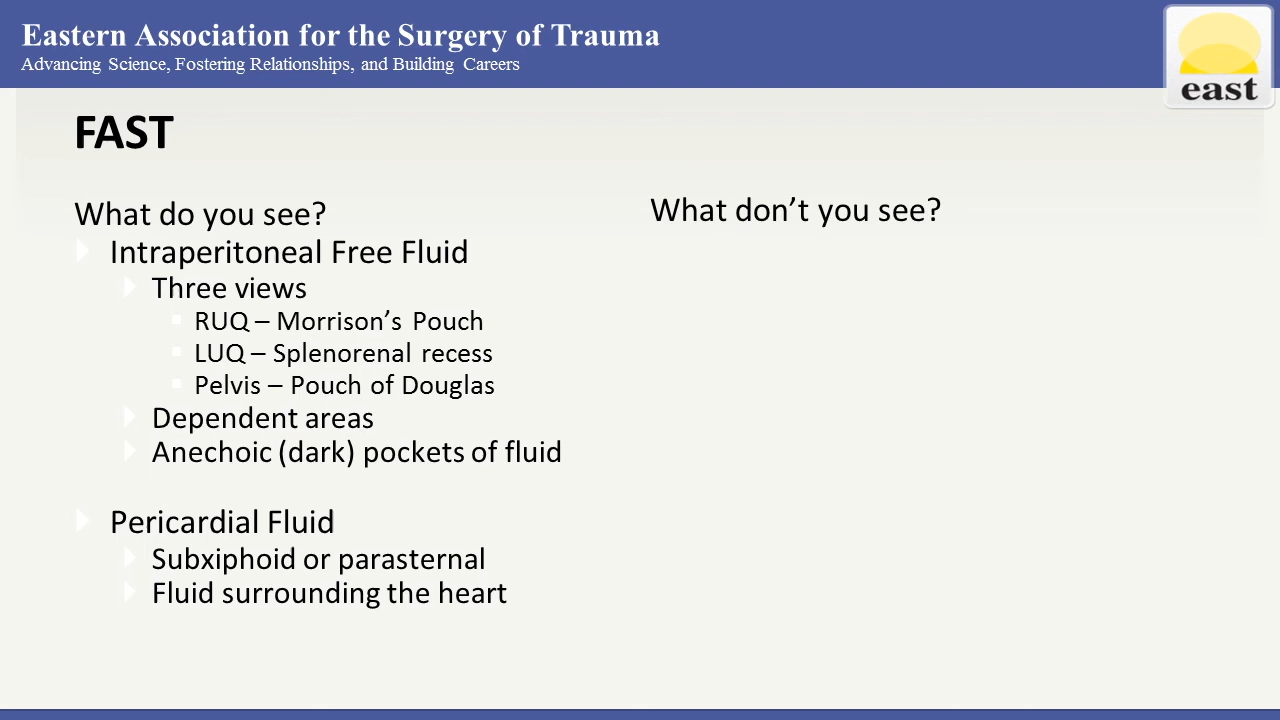 Eastern Association for the Surgery of Trauma
Advancing Science, Fostering Relationships, and Building Careers
east
FAST
What do you see?
Intraperitoneal Free Fluid
Three views
RUQ – Morrison's Pouch
LUQ – Splenorenal recess
Pelvis – Pouch of Douglas
Dependent areas
Anechoic (dark) pockets of fluid
Pericardial Fluid
Subxiphoid or parasternal
Fluid surrounding the heart
What don't you see?